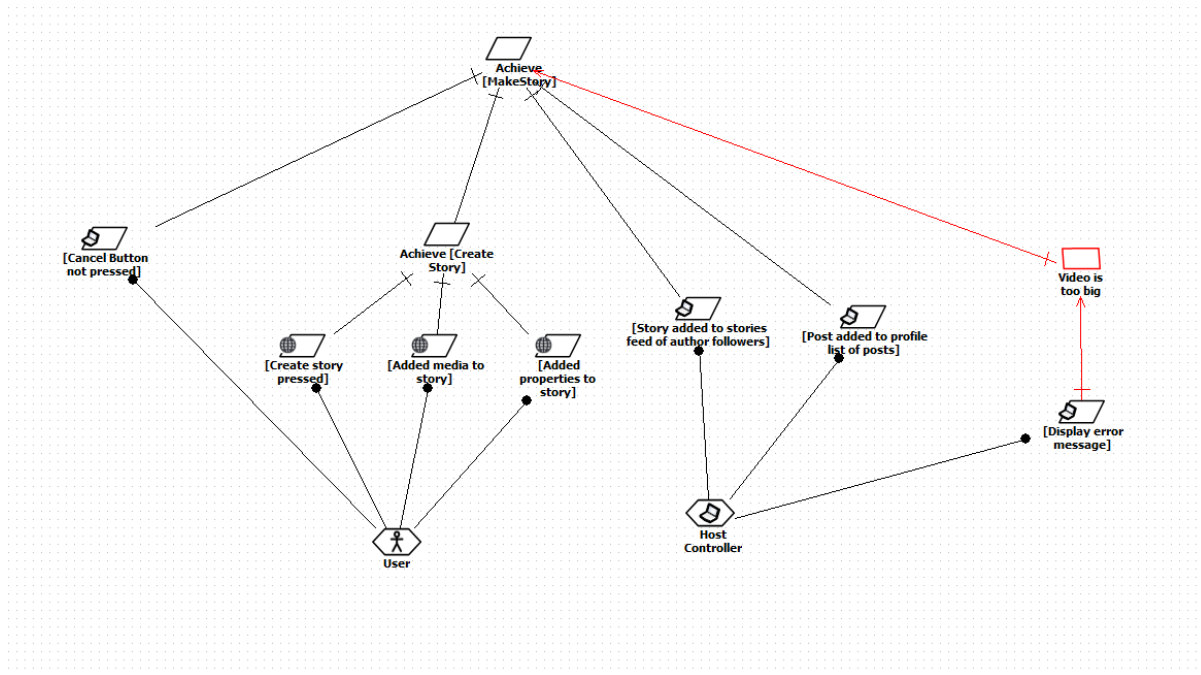 Achieve
[MakeStory]
[Cancel Button
not pressed]
Achieve [Create
Story]
Video is
too big
[Story added to stories
feed of author followers]
[Post added to profile
list of posts]
[Create story
pressed]
[Added media to
story]
[Added
properties to
story]
[Display error
message]
User
Host
Controller